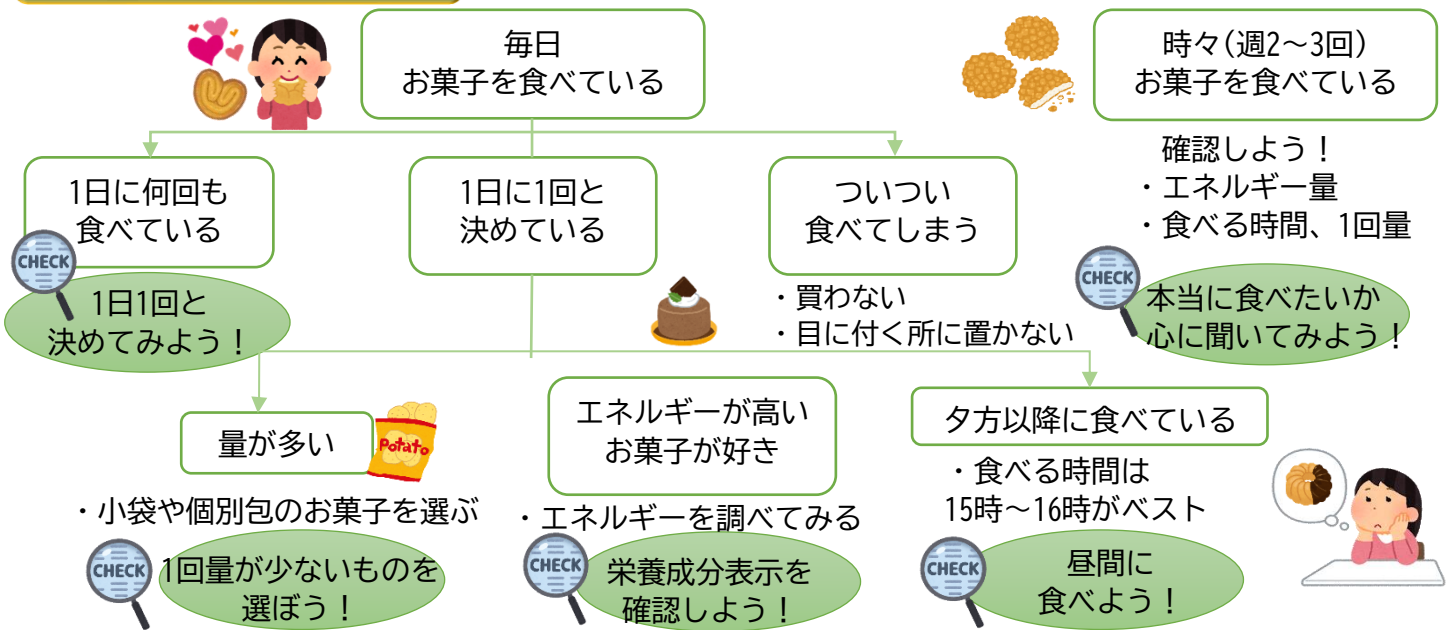 毎日
お菓子を食べている
時々(週2～3回)
お菓子を食べている
1日に何回も
食べている
CHECK
1日1回と
決めてみよう！
1日に1回と
決めている
ついつい
食べてしまう
・買わない
・目に付く所に置かない
確認しよう！
・エネルギー量
・食べる時間、1回量
CHECK
本当に食べたいか
心に聞いてみよう！
量が多い
Potato
・小袋や個別包のお菓子を選ぶ
CHECK
1回量が少ないものを
選ぼう！
エネルギーが高い
お菓子が好き
・エネルギーを調べてみる
CHECK
栄養成分表示を
確認しよう！
夕方以降に食べている
・食べる時間は
15時～16時がベスト
CHECK
昼間に
食べよう！